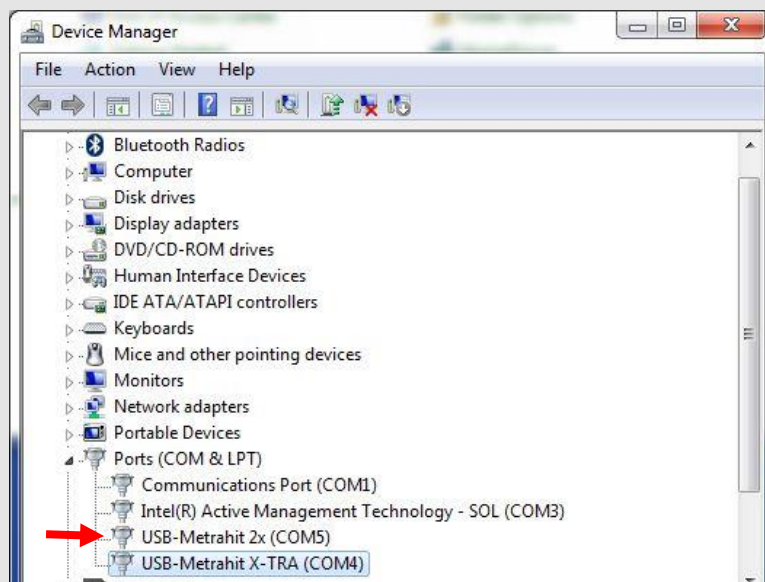 Device Manager
File Action View Help
Bluetooth Radios
Computer
Disk drives
Display adapters
DVD/CD-ROM drives
Human Interface Devices
IDE ATA/ATAPI controllers
Keyboards
Mice and other pointing devices
Monitors
Network adapters
Portable Devices
Ports (COM & LPT)
Communications Port (COM1)
Intel(R) Active Management Technology - SOL (COM3)
USB-Metrahit 2x (COM5)
USB-Metrahit X-TRA (COM4)